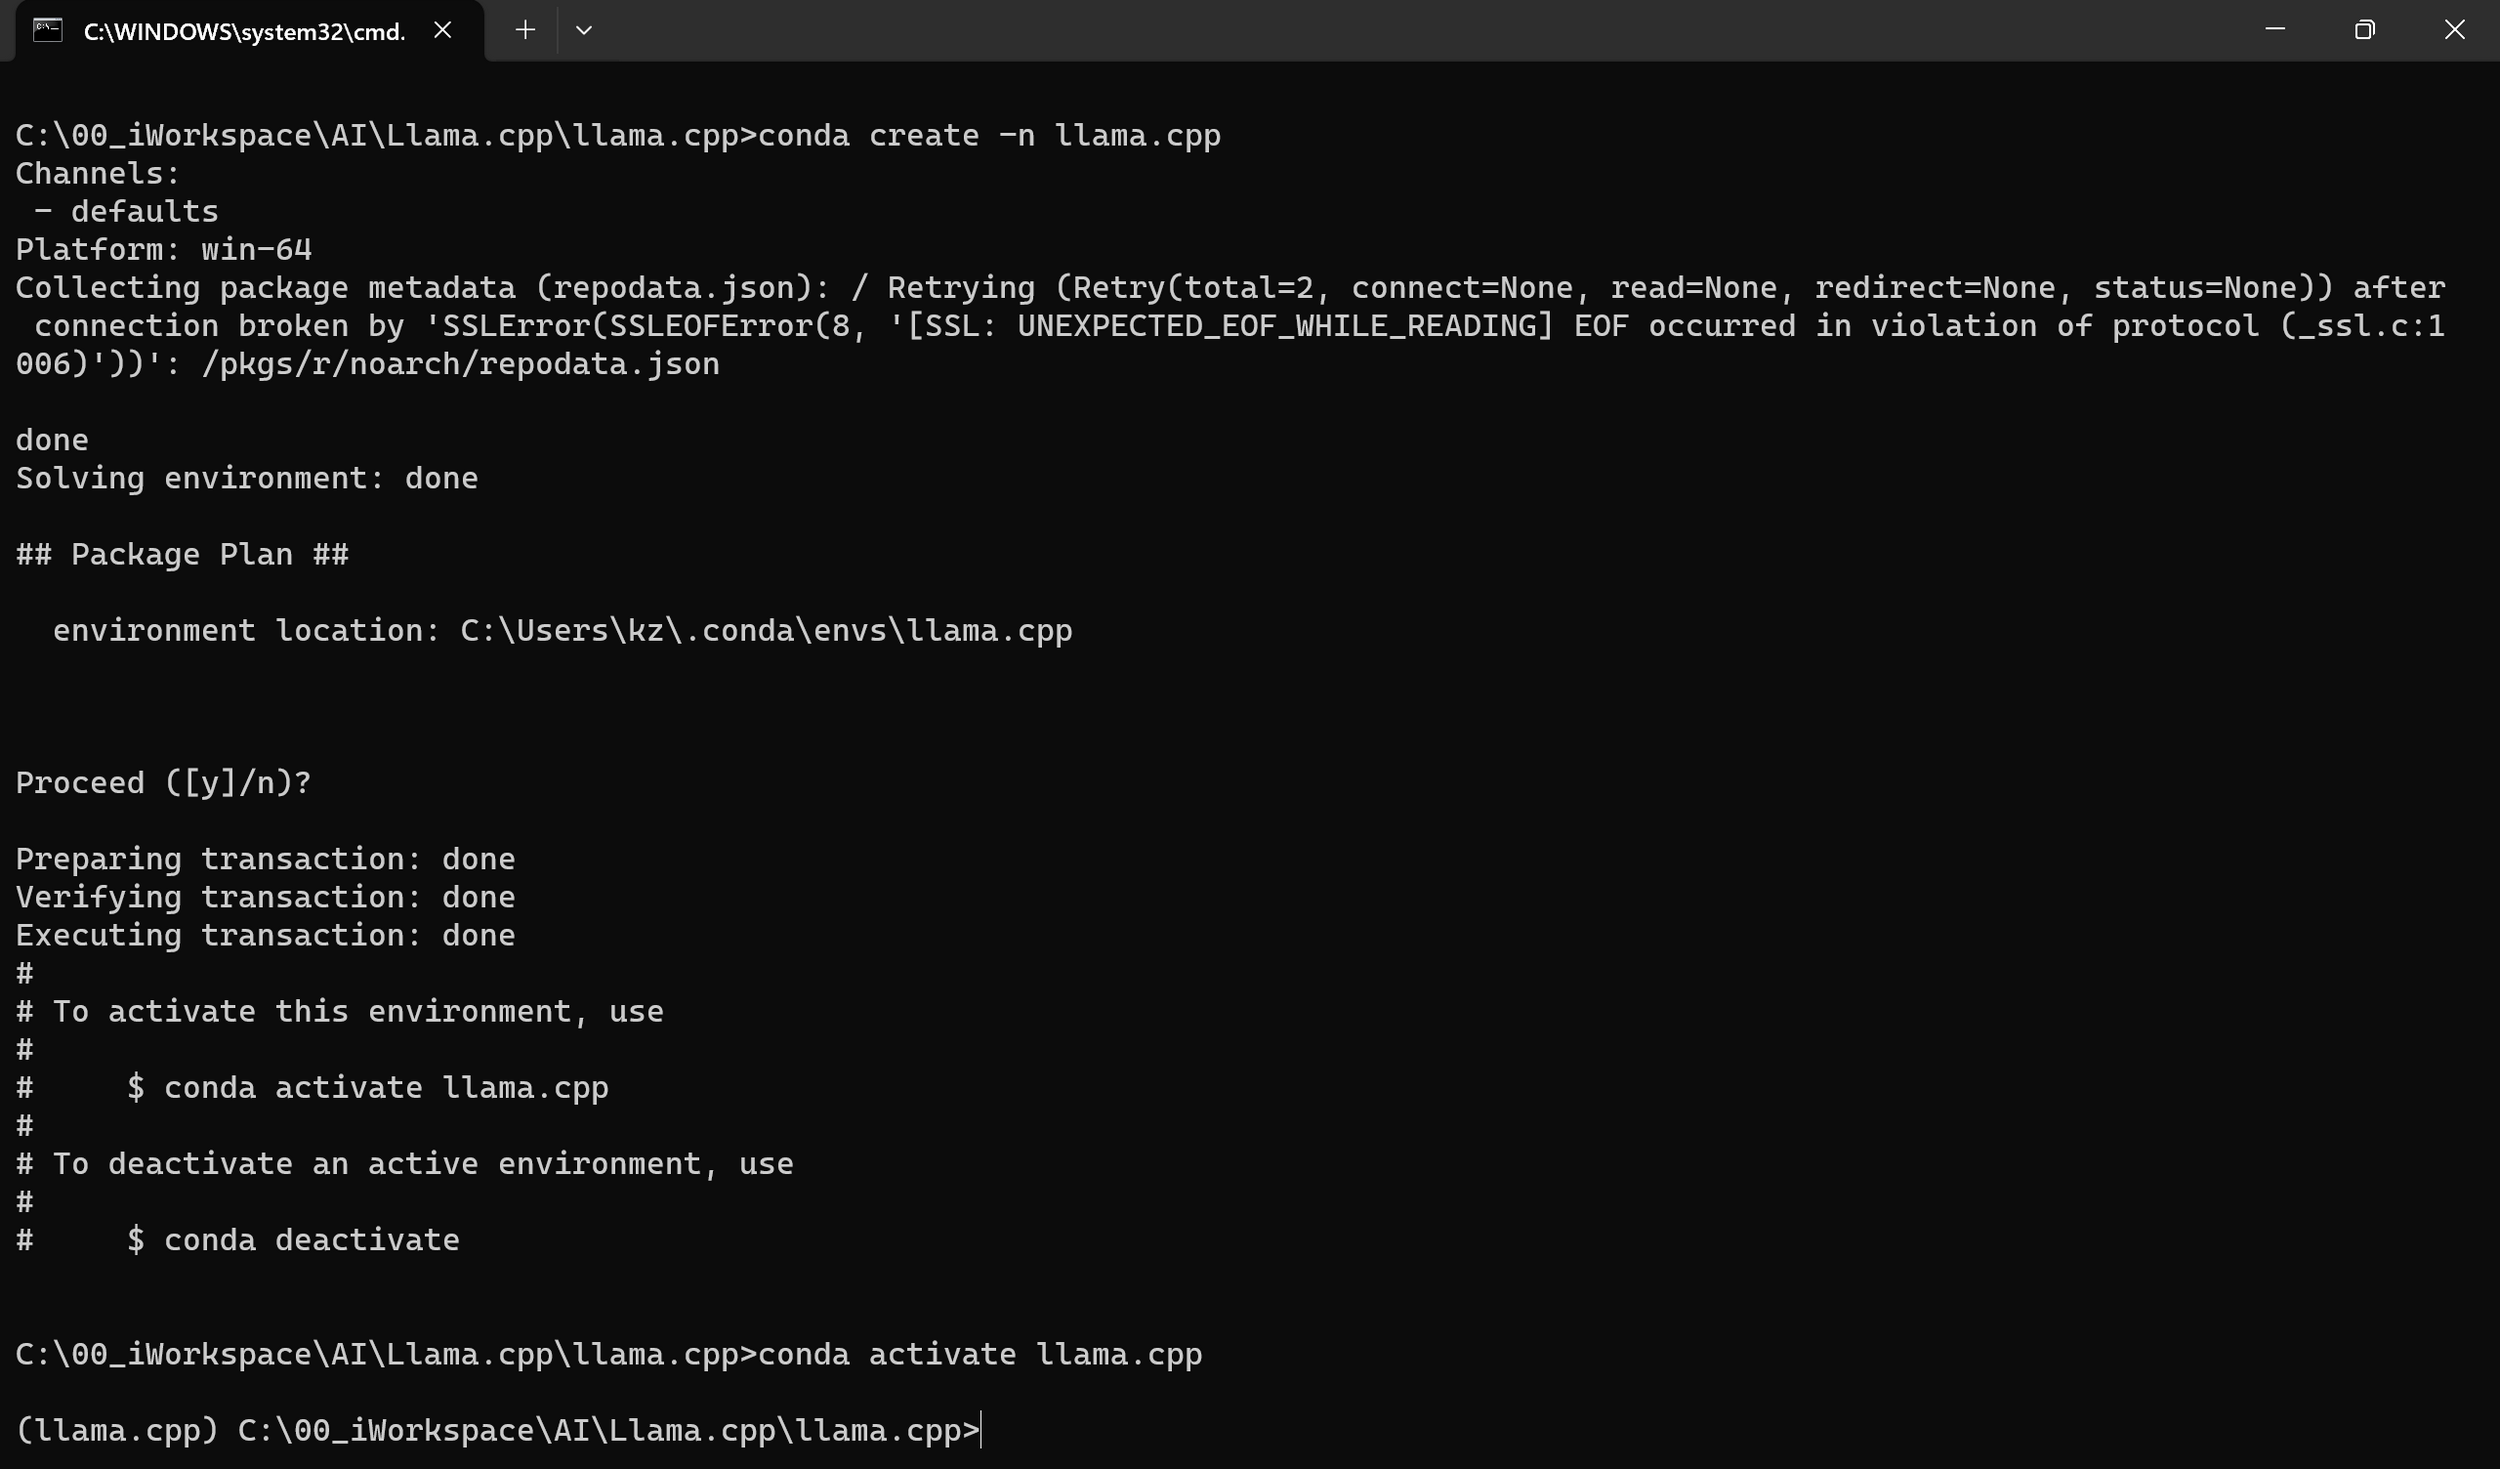 C:\WINDOWS\system32\cmd.
C:\00_iWorkspace\AI\Llama.cpp\llama.cpp>conda create -n llama.cpp
Channels:
 - defaults
Platform: win-64
Collecting package metadata (repodata.json): / Retrying (Retry(total=2, connect=None, read=None, redirect=None, status=None)) after
 connection broken by 'SSLError(SSLEOFError(8, '[SSL: UNEXPECTED_EOF_WHILE_READING] EOF occurred in violation of protocol (_ssl.c:1
006)'))': /pkgs/r/noarch/repodata.json
done
Solving environment: done
## Package Plan ##
  environment location: C:\Users\kz\.conda\envs\llama.cpp
Proceed ([y]/n)?
Preparing transaction: done
Verifying transaction: done
Executing transaction: done
#
# To activate this environment, use
#
#     $ conda activate llama.cpp
#
# To deactivate an active environment, use
#
#     $ conda deactivate
C:\00_iWorkspace\AI\Llama.cpp\llama.cpp>conda activate llama.cpp
(llama.cpp) C:\00_iWorkspace\AI\Llama.cpp\llama.cpp>